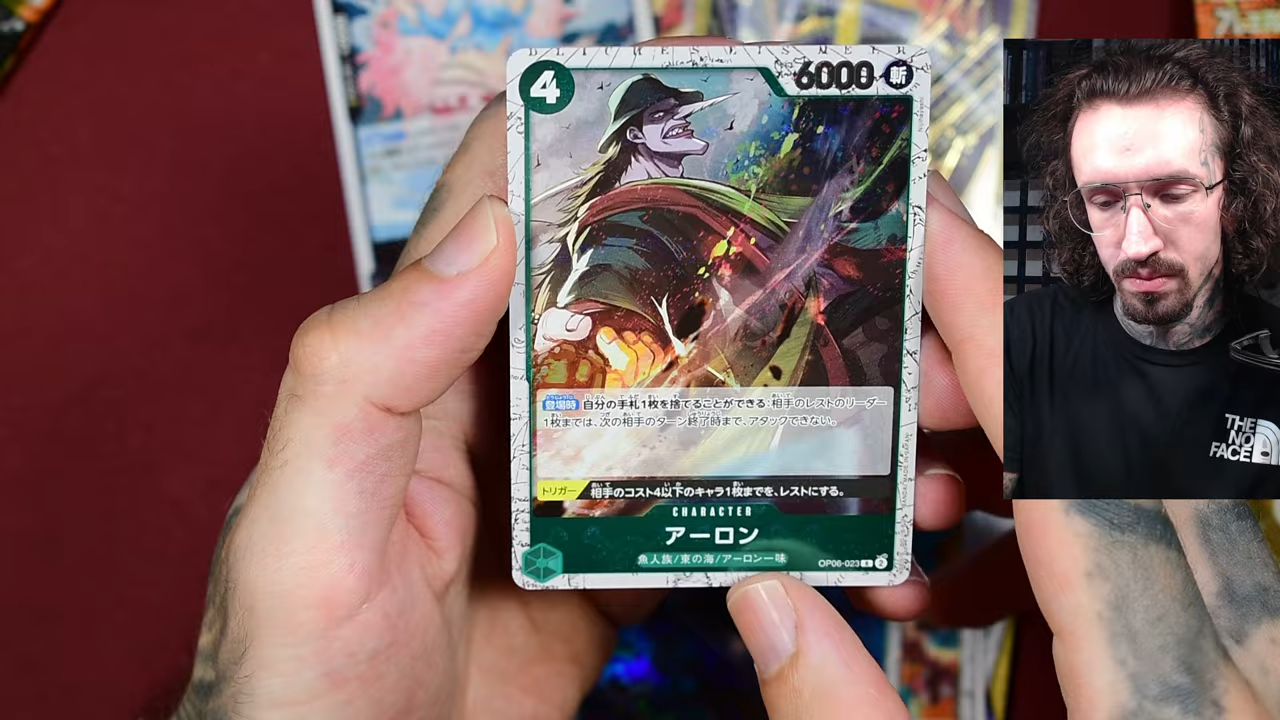 4
6000 斬
登場時 自分の手札1枚を捨てることができる:相手のレストのリーダー
1枚までは、次の相手のターン終了時まで、アタックできない。
トリガー 相手のコスト4以下のキャラ1枚までを、レストにする。
CHARACTER
アーロン
魚人族/東の海/アーロン一味
OP06-023 R 2
THE
NO
FACE